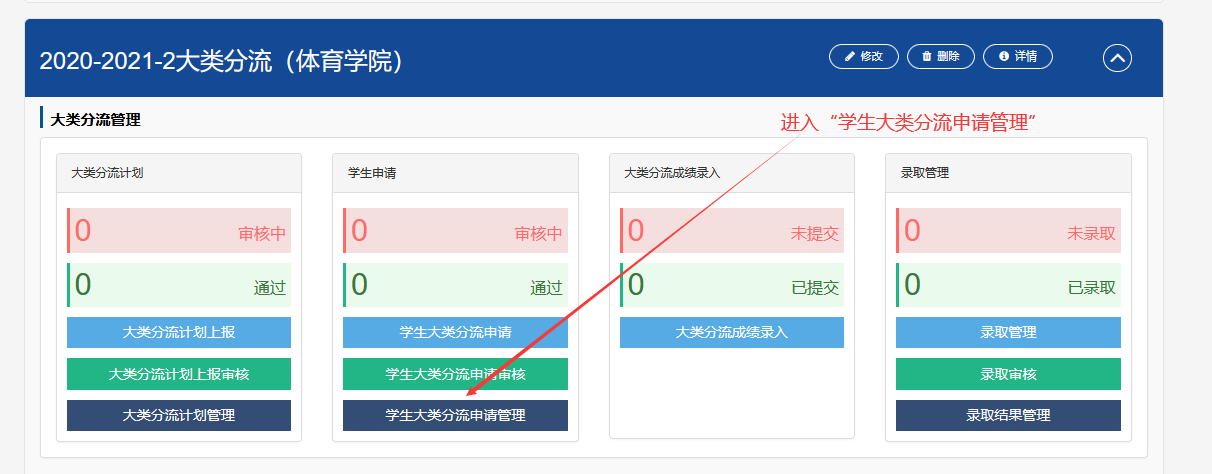 2020-2021-2大类分流（体育学院）
修改
删除
详情
大类分流管理
进入“学生大类分流申请管理”
大类分流计划
0 审核中
0 通过
大类分流计划上报
大类分流计划上报审核
大类分流计划管理
学生申请
0 审核中
0 通过
学生大类分流申请
学生大类分流申请审核
学生大类分流申请管理
大类分流成绩录入
0 未提交
0 已提交
大类分流成绩录入
录取管理
0 未录取
0 已录取
录取管理
录取审核
录取结果管理